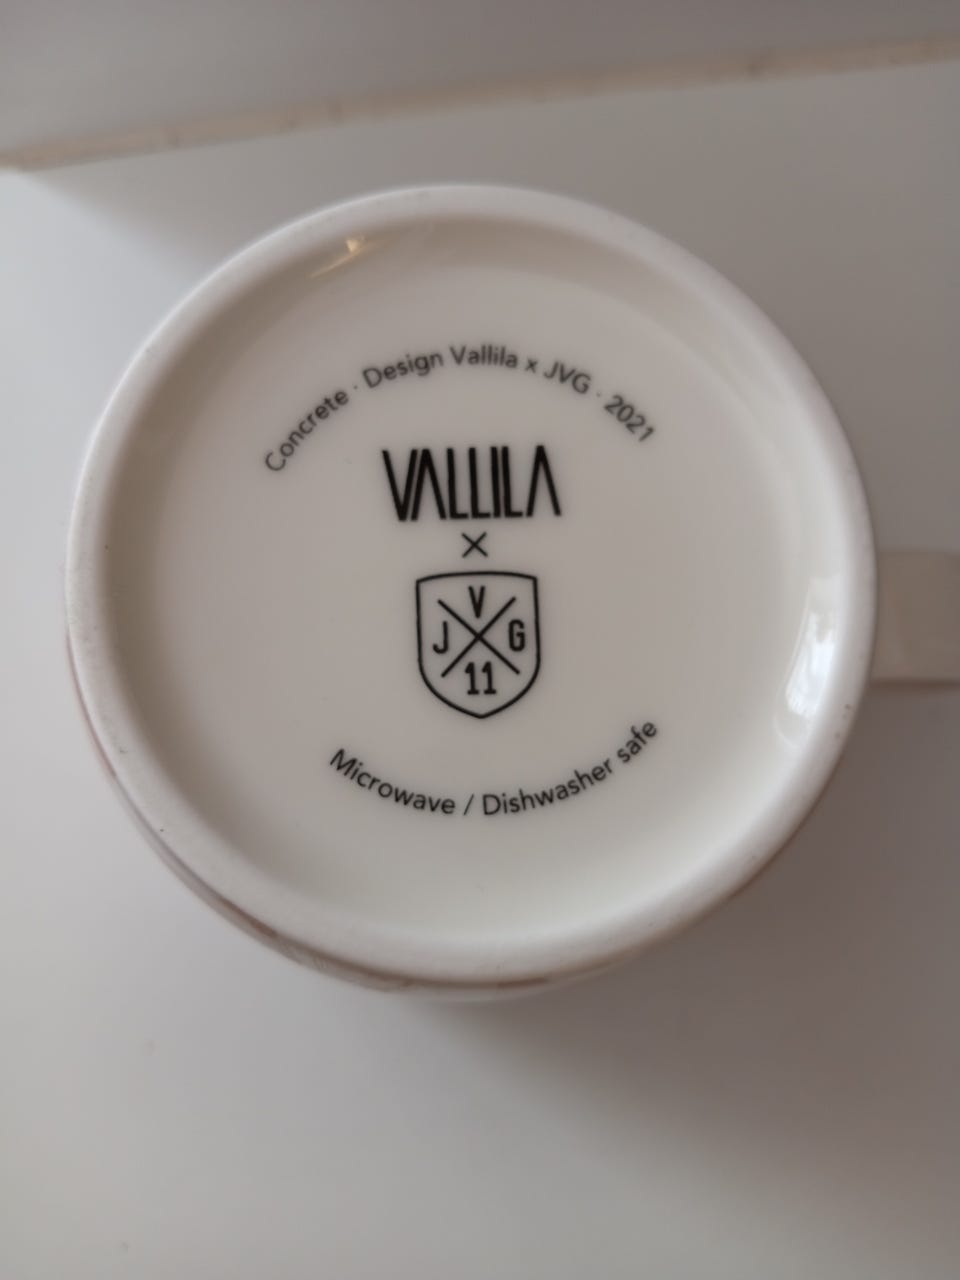 Concrete · Design Vallila x JVG · 2021
VALLILA
X
V
J G
11
Microwave / Dishwasher safe